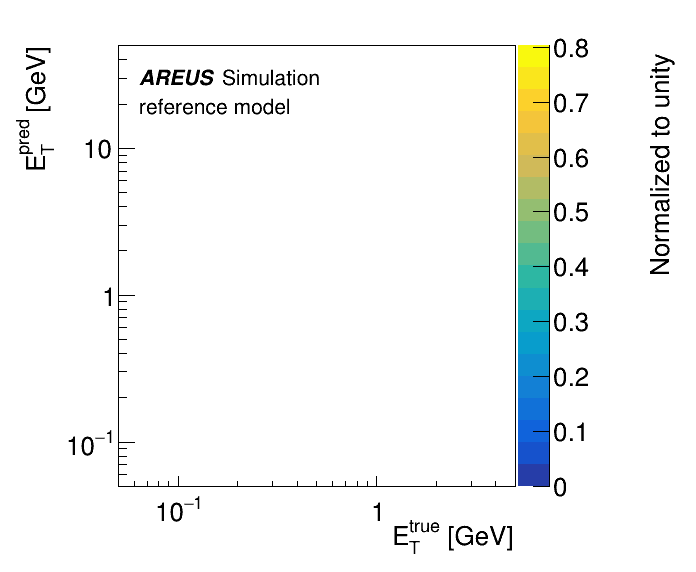 AREUS Simulation
reference model
E_T^pred [GeV]
10
1
10⁻¹
10⁻¹
1
E_T^true [GeV]
0.8
0.7
0.6
0.5
0.4
0.3
0.2
0.1
0
Normalized to unity